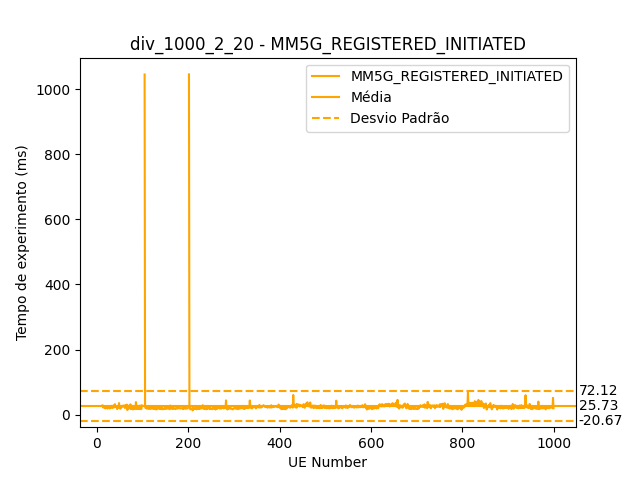 div_1000_2_20 - MM5G_REGISTERED_INITIATED
MM5G_REGISTERED_INITIATED
Média
Desvio Padrão
Tempo de experimento (ms)
1000
800
600
400
200
0
72.12
25.73
-20.67
0 200 400 600 800 1000
UE Number